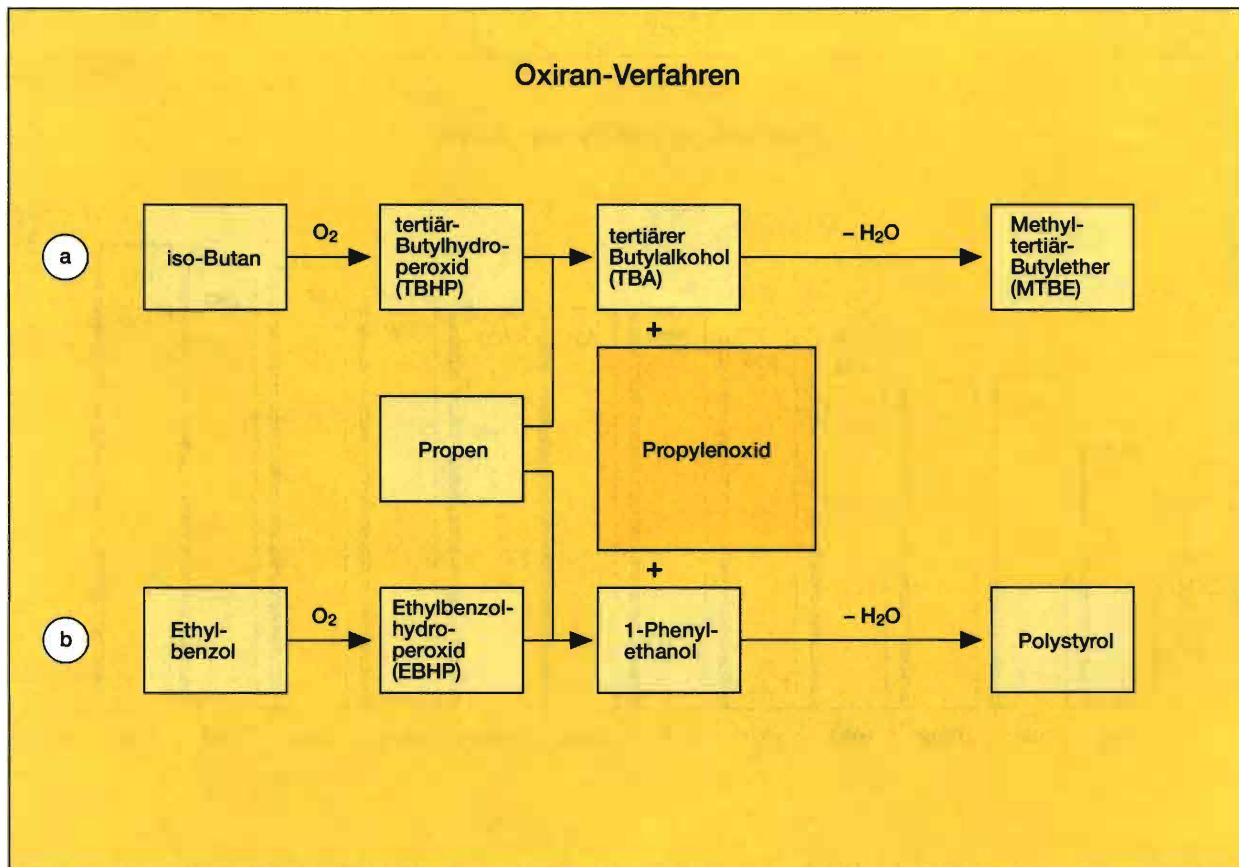 Oxiran-Verfahren
a
iso-Butan
O₂
tertiär-
Butylhydro-
peroxid
(TBHP)
tertiärer
Butylalkohol
(TBA)
– H₂O
Methyl-
tertiär-
Butylether
(MTBE)
+
Propen
Propylenoxid
+
b
Ethyl-
benzol
O₂
Ethylbenzol-
hydro-
peroxid
(EBHP)
1-Phenyl-
ethanol
– H₂O
Polystyrol